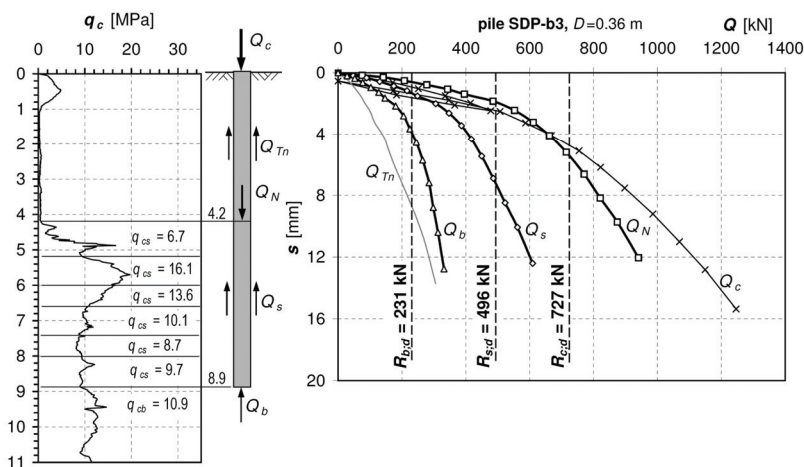 q_c [MPa]
0 10 20 30
0
1
2
3
4
5
6
7
8
9
10
11
q_cs = 6.7
q_cs = 16.1
q_cs = 13.6
q_cs = 10.1
q_cs = 8.7
q_cs = 9.7
q_cb = 10.9
Q_c
Q_Tn
Q_N
4.2
Q_s
8.9
Q_b
pile SDP-b3, D=0.36 m
Q [kN]
0 200 400 600 800 1000 1200 1400
0
4
8
12
16
20
s [mm]
Q_Tn
Q_b
Q_s
Q_N
Q_c
R_b;d = 231 kN
R_s;d = 496 kN
R_c;d = 727 kN